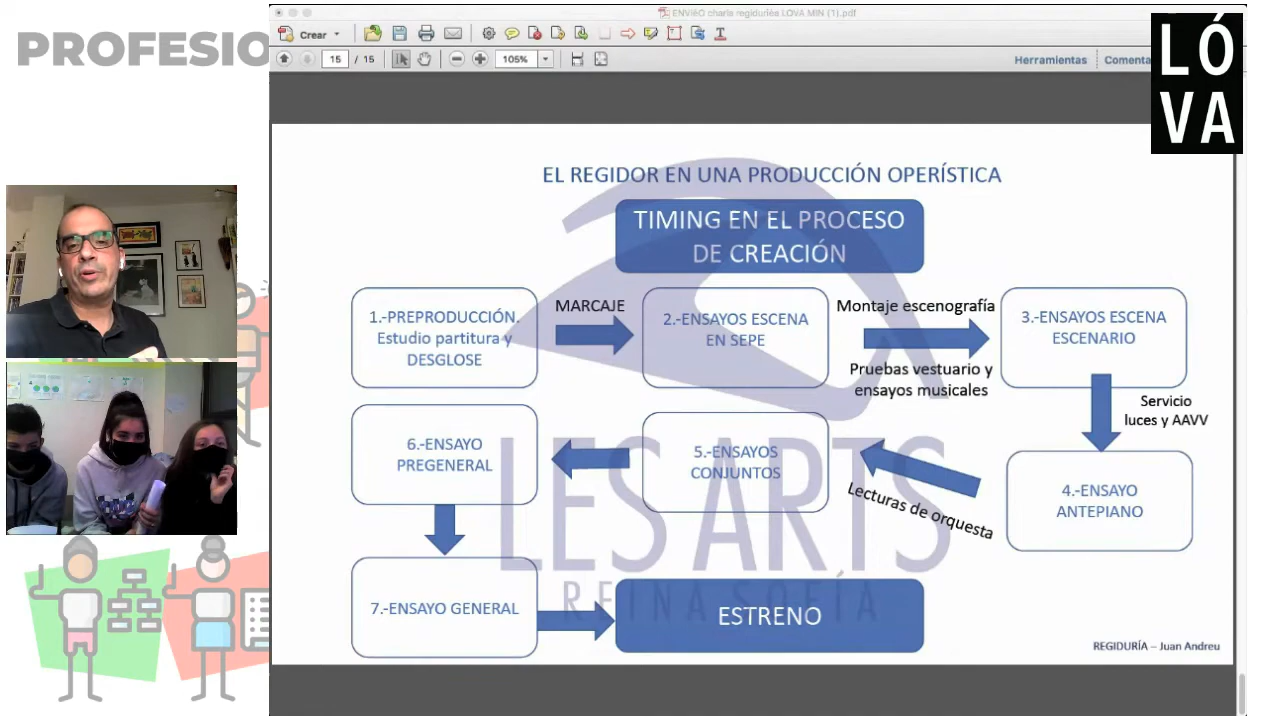 PROFESIO
ENVIéC charla regiduriés LOVA MIN (1).pdf
Crear
15 / 15
105%
Herramientas
Comenta
LÓ
VA
EL REGIDOR EN UNA PRODUCCIÓN OPERÍSTICA
TIMING EN EL PROCESO
DE CREACIÓN
1.-PREPRODUCCIÓN.
Estudio partitura y
DESGLOSE
MARCAJE
2.-ENSAYOS ESCENA
EN SEPE
Montaje escenografía
Pruebas vestuario y
ensayos musicales
3.-ENSAYOS ESCENA
ESCENARIO
Servicio
luces y AAVV
4.-ENSAYO
ANTEPIANO
Lecturas de orquesta
5.-ENSAYOS
CONJUNTOS
6.-ENSAYO
PREGENERAL
7.-ENSAYO GENERAL
ESTRENO
LES ARTS
REINA SOFÍA
REGIDURÍA – Juan Andreu